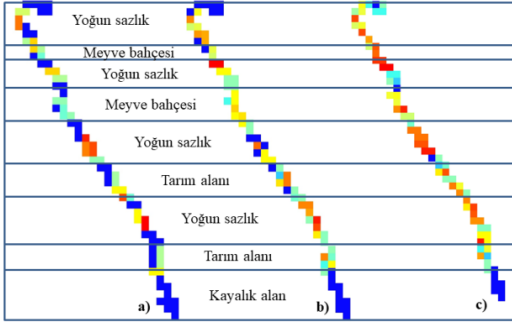 Yoğun sazlık
Meyve bahçesi
Yoğun sazlık
Meyve bahçesi
Yoğun sazlık
Tarım alanı
Yoğun sazlık
Tarım alanı
Kayalık alan
a) b) c)